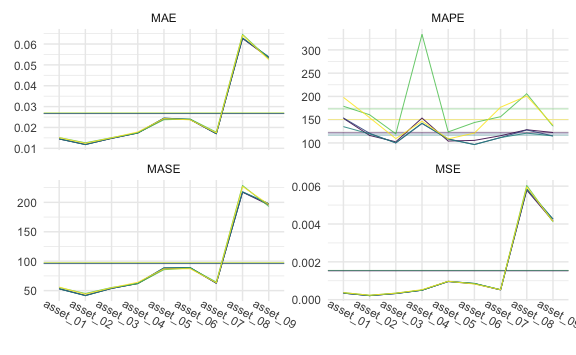 MAE
0.06
0.05
0.04
0.03
0.02
0.01
MAPE
300
250
200
150
100
MASE
200
150
100
50
asset_01
asset_02
asset_03
asset_04
asset_05
asset_06
asset_07
asset_08
asset_09
MSE
0.006
0.004
0.002
0.000
asset_01
asset_02
asset_03
asset_04
asset_05
asset_06
asset_07
asset_08